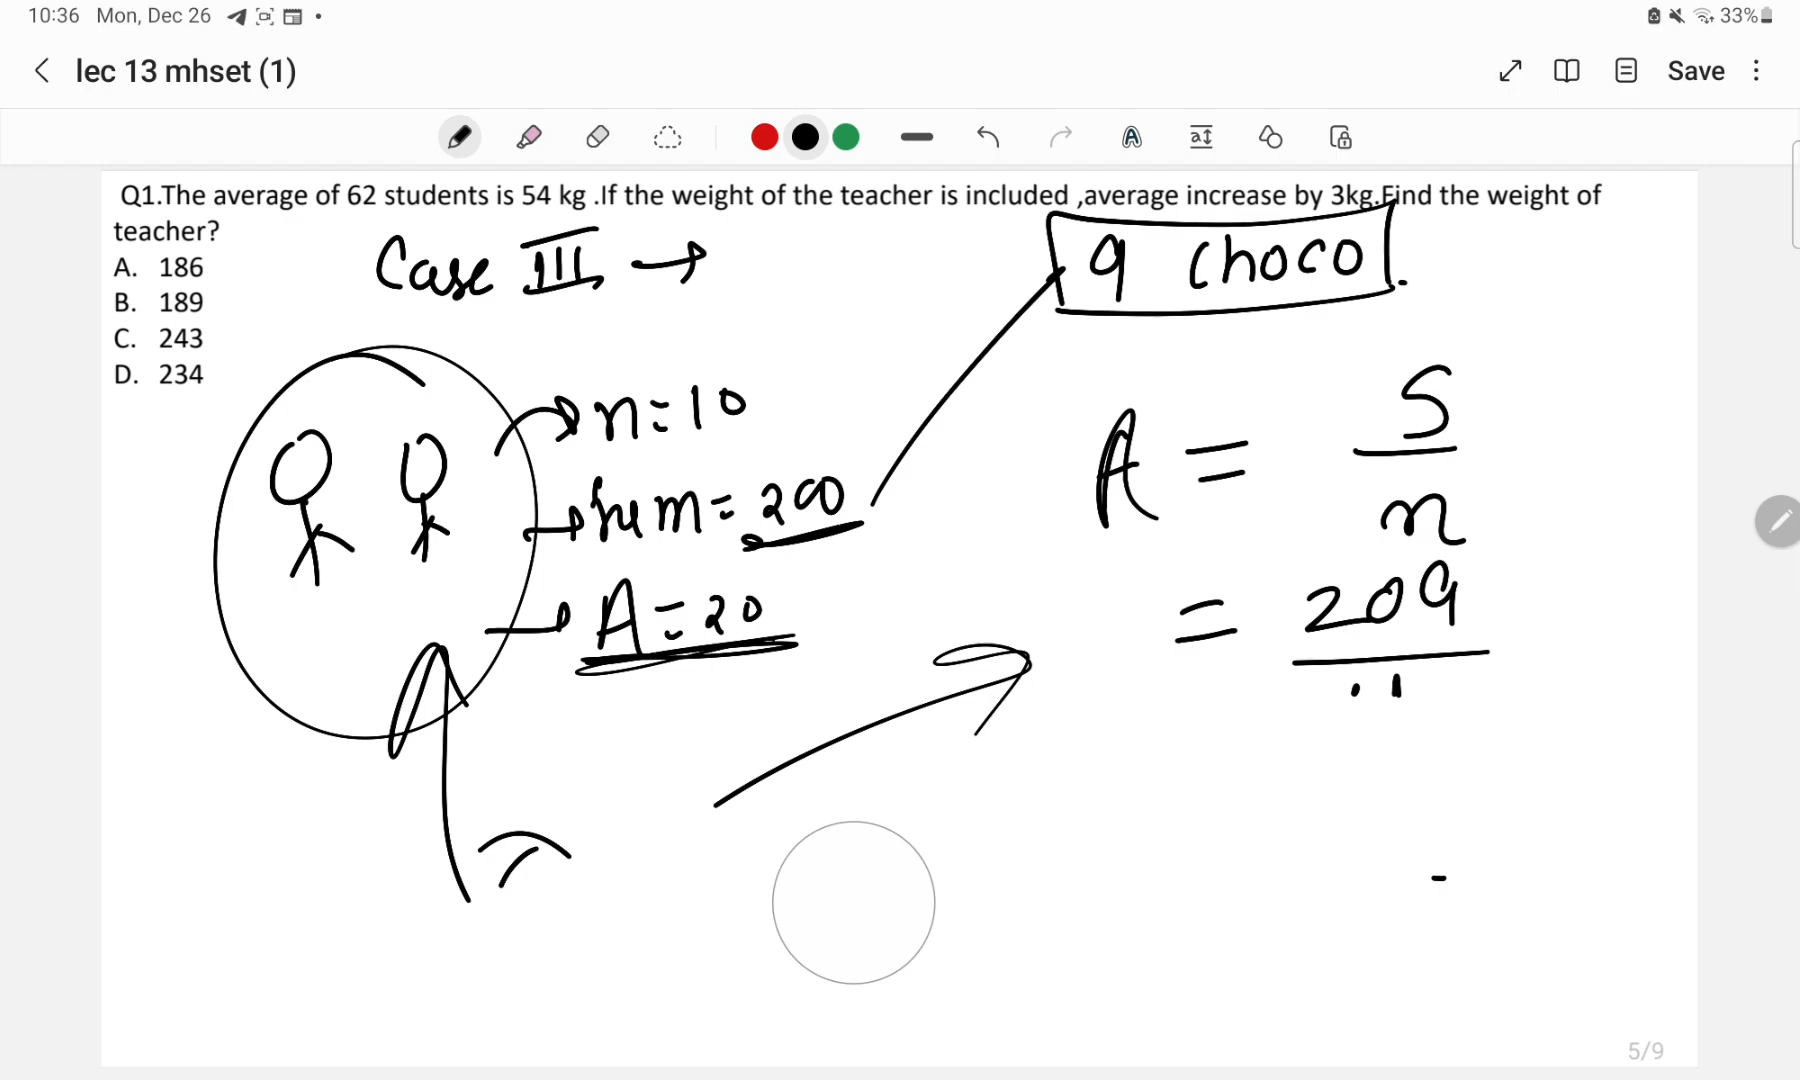 10:36 Mon, Dec 26
33%
lec 13 mhset (1)
Save
Q1.The average of 62 students is 54 kg .If the weight of the teacher is included ,average increase by 3kg.Find the weight of
teacher?
A. 186
B. 189
C. 243
D. 234
Case III →
9 choco
n=10
sum=200
A=20
A = S/n
= 209/11
5/9